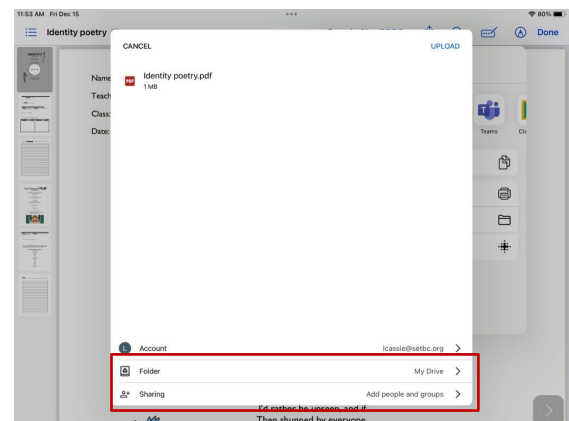 11:53 AM Fri Dec 15
80%
Identity poetry
Done
CANCEL
UPLOAD
PDF
Identity poetry.pdf
1 MB
Name
Teach
Class:
Date:
Teams
Cla
L Account lcassie@setbc.org
Folder My Drive
Sharing Add people and groups
I'd rather be unseen, and if
Then shunned by everyone